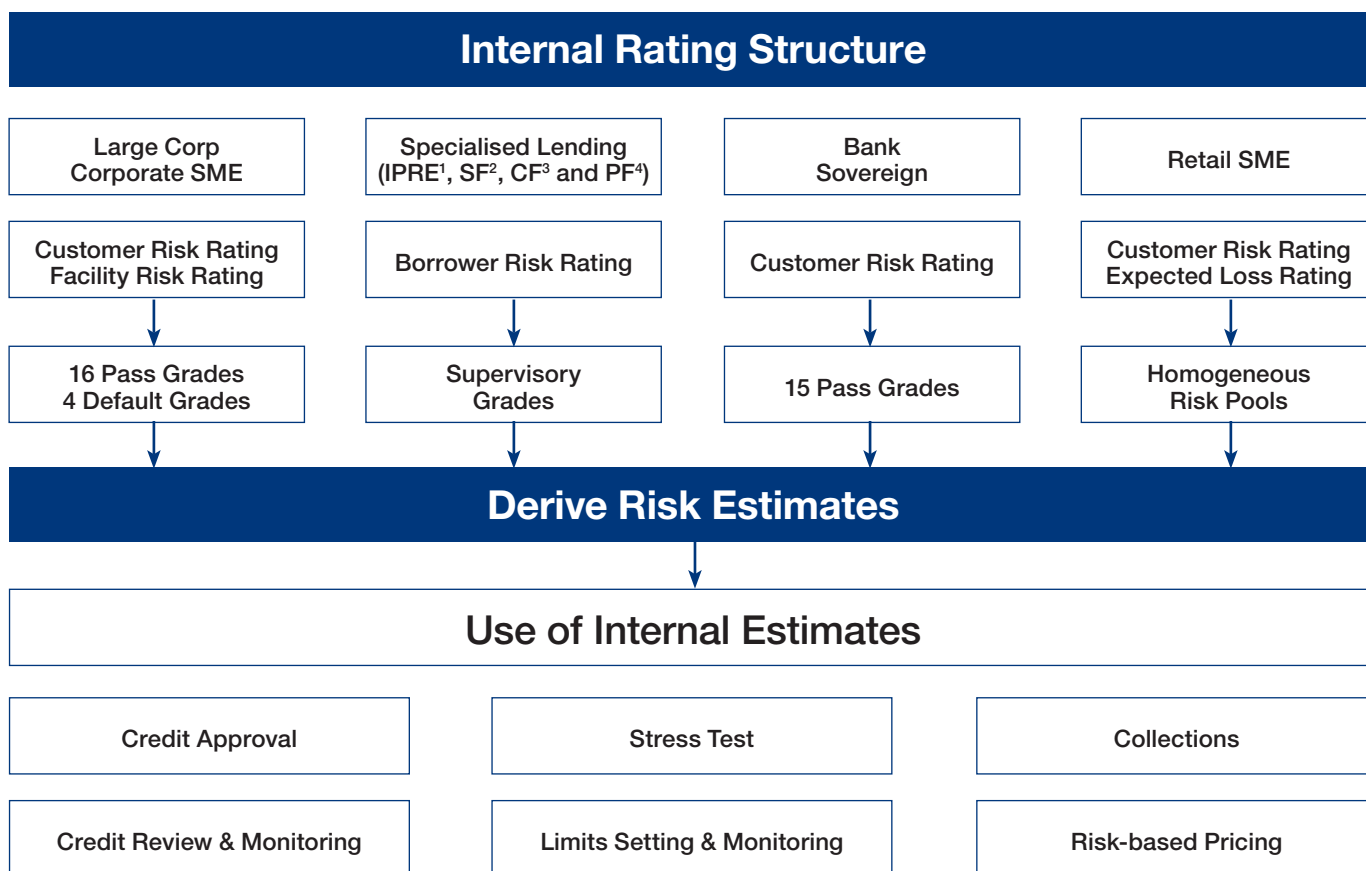 Internal Rating Structure
Large Corp
Corporate SME
Specialised Lending
(IPRE¹, SF², CF³ and PF⁴)
Bank
Sovereign
Retail SME
Customer Risk Rating
Facility Risk Rating
Borrower Risk Rating
Customer Risk Rating
Customer Risk Rating
Expected Loss Rating
16 Pass Grades
4 Default Grades
Supervisory
Grades
15 Pass Grades
Homogeneous
Risk Pools
Derive Risk Estimates
Use of Internal Estimates
Credit Approval
Stress Test
Collections
Credit Review & Monitoring
Limits Setting & Monitoring
Risk-based Pricing